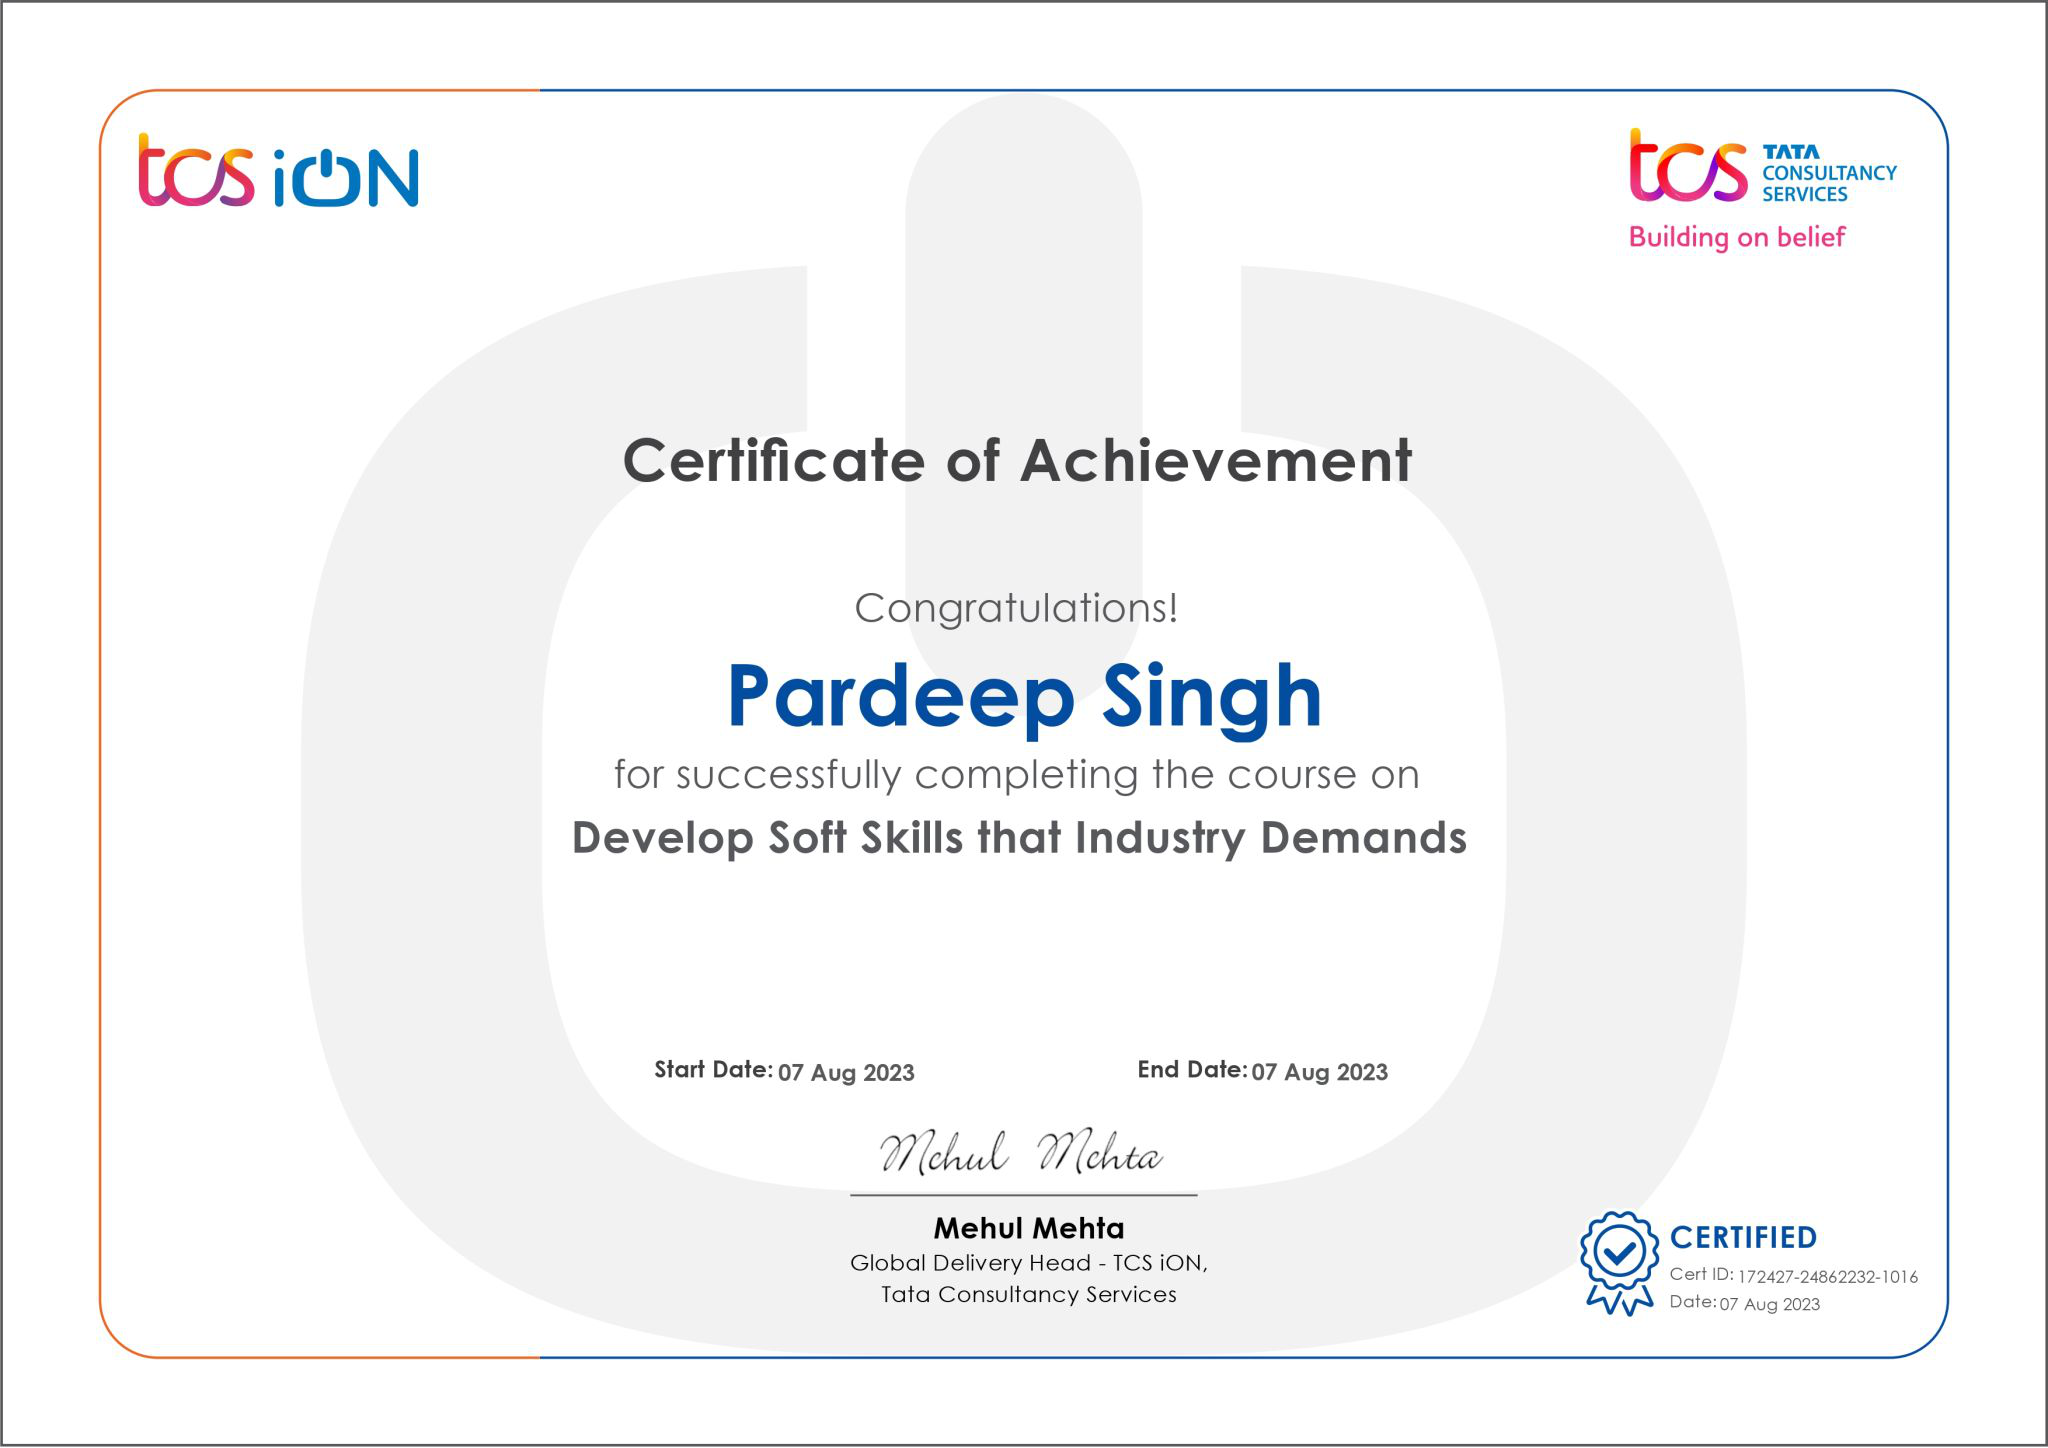 tcs iON
tcs TATA
CONSULTANCY
SERVICES
Building on belief
Certificate of Achievement
Congratulations!
Pardeep Singh
for successfully completing the course on
Develop Soft Skills that Industry Demands
Start Date: 07 Aug 2023
End Date: 07 Aug 2023
Mehul Mehta
Mehul Mehta
Global Delivery Head - TCS iON,
Tata Consultancy Services
CERTIFIED
Cert ID: 172427-24862232-1016
Date: 07 Aug 2023